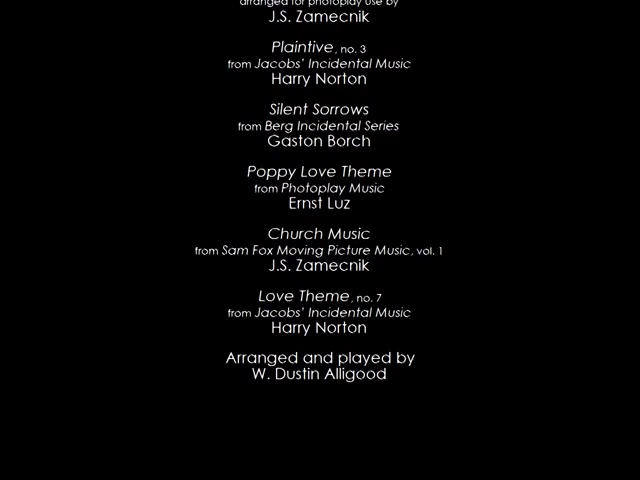 arranged for photoplay use by
J.S. Zamecnik
Plaintive, no. 3
from Jacobs' Incidental Music
Harry Norton
Silent Sorrows
from Berg Incidental Series
Gaston Borch
Poppy Love Theme
from Photoplay Music
Ernst Luz
Church Music
from Sam Fox Moving Picture Music, vol. 1
J.S. Zamecnik
Love Theme, no. 7
from Jacobs' Incidental Music
Harry Norton
Arranged and played by
W. Dustin Alligood